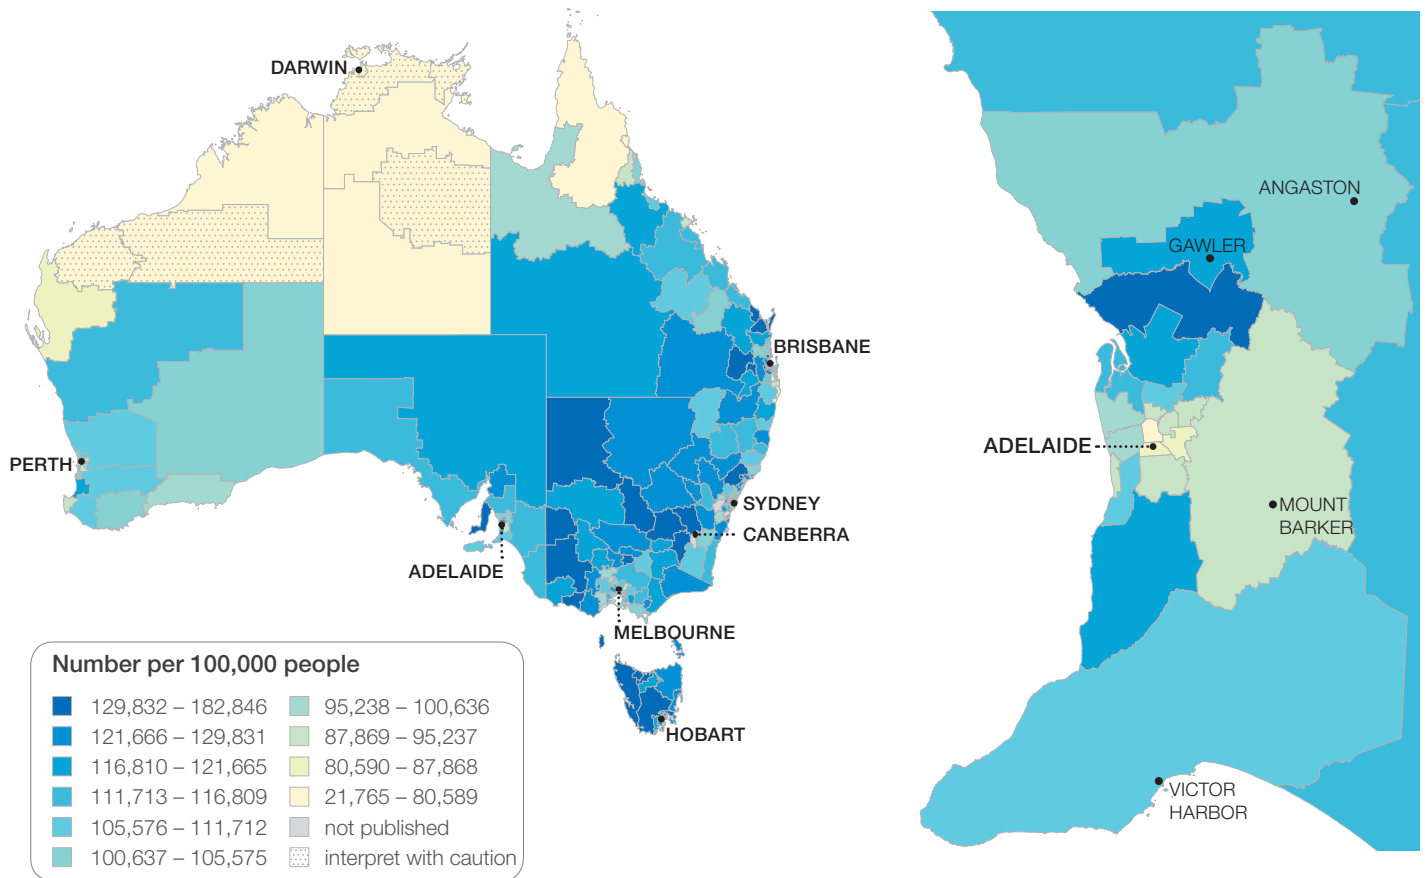 DARWIN
BRISBANE
PERTH
SYDNEY
CANBERRA
ADELAIDE
MELBOURNE
HOBART
Number per 100,000 people
129,832 – 182,846
121,666 – 129,831
116,810 – 121,665
111,713 – 116,809
105,576 – 111,712
100,637 – 105,575
95,238 – 100,636
87,869 – 95,237
80,590 – 87,868
21,765 – 80,589
not published
interpret with caution
ANGASTON
GAWLER
ADELAIDE
MOUNT
BARKER
VICTOR
HARBOR